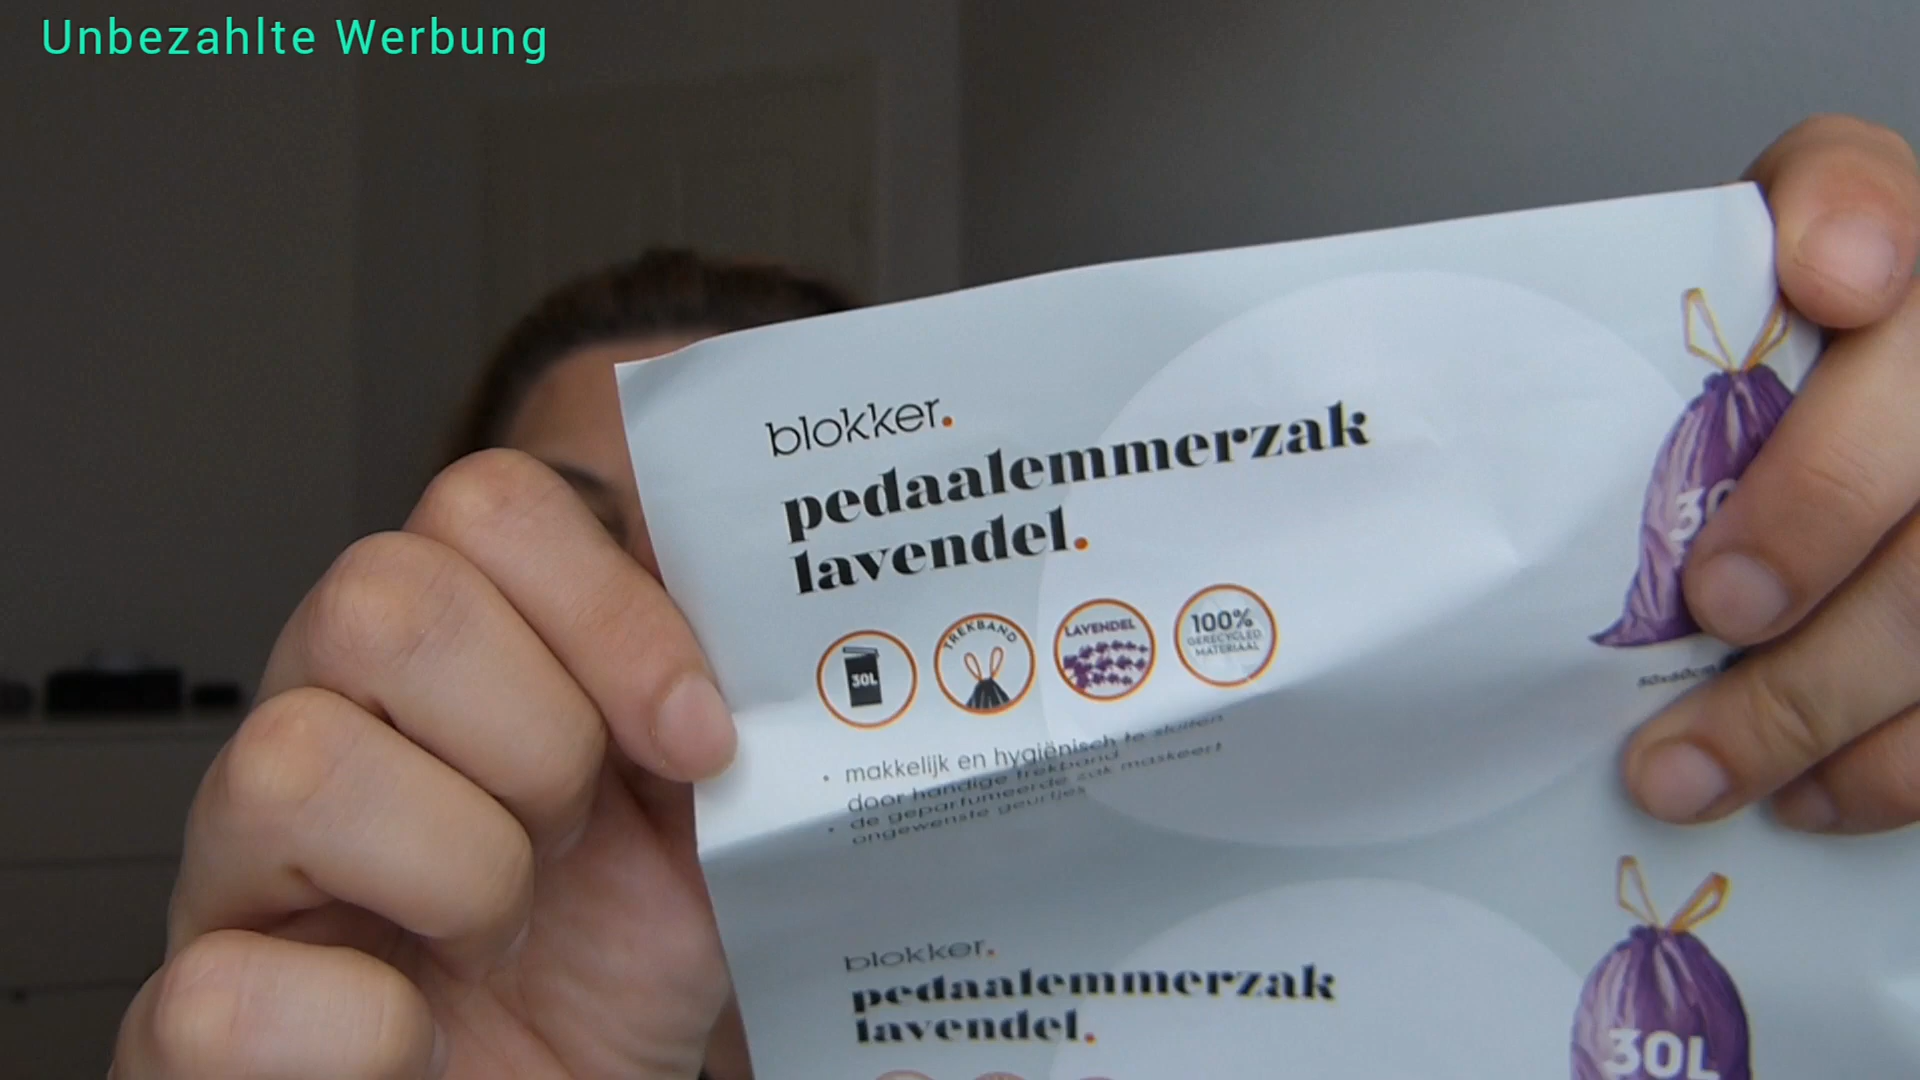 Unbezahlte Werbung
blokker.
pedaalemmerzak
lavendel.
30L
TREKBAND
LAVENDEL
100%
GERECYCLED
MATERIAAL
30
• makkelijk en hygiënisch te sluiten
door handige trekband
• de geparfumeerde zak maskeert
ongewenste geurtjes
blokker.
pedaalemmerzak
lavendel.
30L